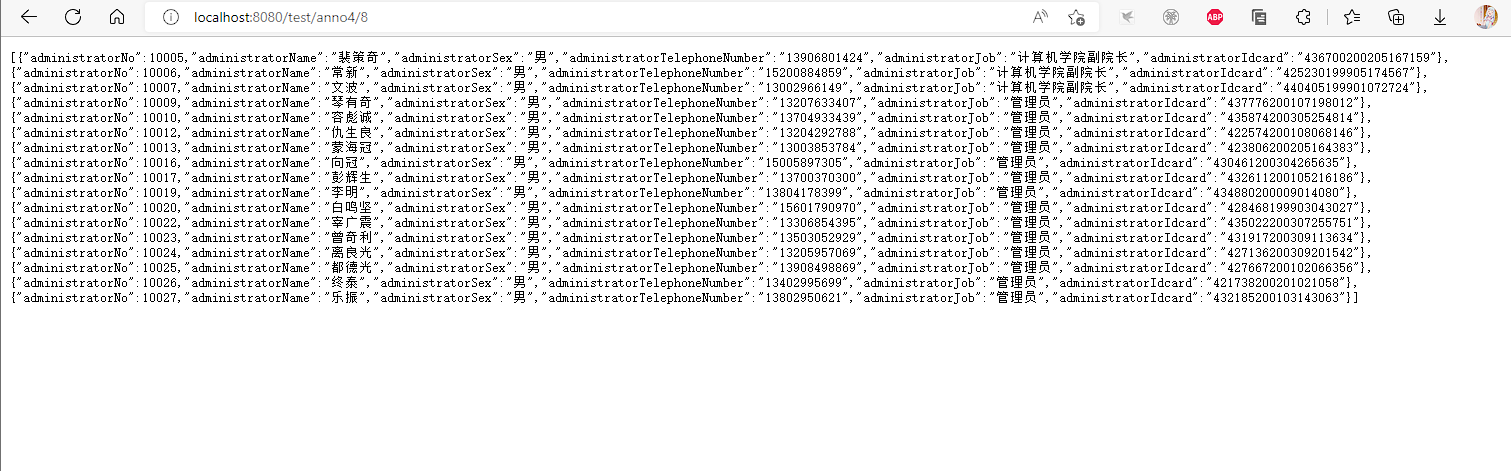 localhost:8080/test/anno4/8
ABP
[{"administratorNo":10005,"administratorName":"裴策奇","administratorSex":"男","administratorTelephoneNumber":"13906801424","administratorJob":"计算机学院副院长","administratorIdcard":"436700200205167159"},
{"administratorNo":10006,"administratorName":"常新","administratorSex":"男","administratorTelephoneNumber":"15200884859","administratorJob":"计算机学院副院长","administratorIdcard":"425230199905174567"},
{"administratorNo":10007,"administratorName":"文波","administratorSex":"男","administratorTelephoneNumber":"13002966149","administratorJob":"计算机学院副院长","administratorIdcard":"440405199901072724"},
{"administratorNo":10009,"administratorName":"琴有奇","administratorSex":"男","administratorTelephoneNumber":"13207633407","administratorJob":"管理员","administratorIdcard":"437776200107198012"},
{"administratorNo":10010,"administratorName":"容彪诚","administratorSex":"男","administratorTelephoneNumber":"13704933439","administratorJob":"管理员","administratorIdcard":"435874200305254814"},
{"administratorNo":10012,"administratorName":"仇生良","administratorSex":"男","administratorTelephoneNumber":"13204292788","administratorJob":"管理员","administratorIdcard":"422574200108068146"},
{"administratorNo":10013,"administratorName":"蒙海冠","administratorSex":"男","administratorTelephoneNumber":"13003853784","administratorJob":"管理员","administratorIdcard":"423806200205164383"},
{"administratorNo":10016,"administratorName":"向冠","administratorSex":"男","administratorTelephoneNumber":"15005897305","administratorJob":"管理员","administratorIdcard":"430461200304265635"},
{"administratorNo":10017,"administratorName":"彭辉生","administratorSex":"男","administratorTelephoneNumber":"13700370300","administratorJob":"管理员","administratorIdcard":"432611200105216186"},
{"administratorNo":10019,"administratorName":"李明","administratorSex":"男","administratorTelephoneNumber":"13804178399","administratorJob":"管理员","administratorIdcard":"434880200009014080"},
{"administratorNo":10020,"administratorName":"白鸣坚","administratorSex":"男","administratorTelephoneNumber":"15601790970","administratorJob":"管理员","administratorIdcard":"428468199903043027"},
{"administratorNo":10022,"administratorName":"宰广震","administratorSex":"男","administratorTelephoneNumber":"13306854395","administratorJob":"管理员","administratorIdcard":"435022200307255751"},
{"administratorNo":10023,"administratorName":"曾奇利","administratorSex":"男","administratorTelephoneNumber":"13503052929","administratorJob":"管理员","administratorIdcard":"431917200309113634"},
{"administratorNo":10024,"administratorName":"离良光","administratorSex":"男","administratorTelephoneNumber":"13205957069","administratorJob":"管理员","administratorIdcard":"427136200309201542"},
{"administratorNo":10025,"administratorName":"都德光","administratorSex":"男","administratorTelephoneNumber":"13908498869","administratorJob":"管理员","administratorIdcard":"427667200102066356"},
{"administratorNo":10026,"administratorName":"终泰","administratorSex":"男","administratorTelephoneNumber":"13402995699","administratorJob":"管理员","administratorIdcard":"421738200201021058"},
{"administratorNo":10027,"administratorName":"乐振","administratorSex":"男","administratorTelephoneNumber":"13802950621","administratorJob":"管理员","administratorIdcard":"432185200103143063"}]